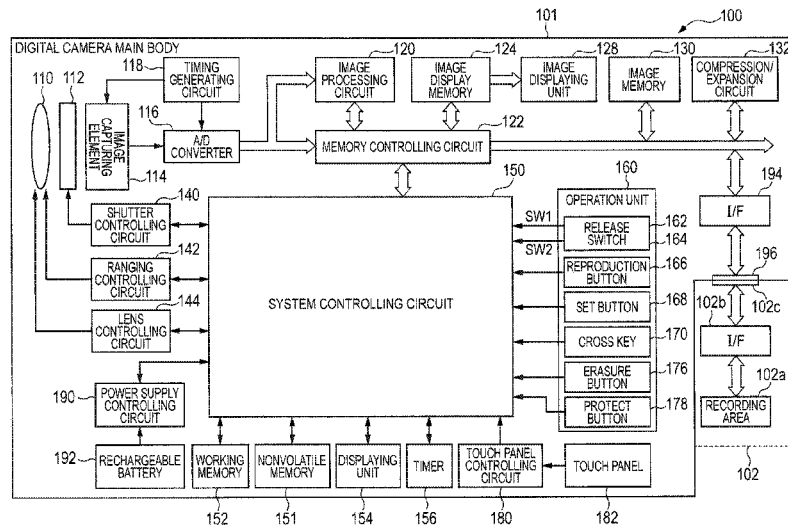 101
100
DIGITAL CAMERA MAIN BODY
110
112
118
TIMING
GENERATING
CIRCUIT
120
IMAGE
PROCESSING
CIRCUIT
124
IMAGE
DISPLAY
MEMORY
128
IMAGE
DISPLAYING
UNIT
130
IMAGE
MEMORY
132
COMPRESSION/
EXPANSION
CIRCUIT
IMAGE
CAPTURING
ELEMENT
114
116
A/D
CONVERTER
122
MEMORY CONTROLLING CIRCUIT
140
SHUTTER
CONTROLLING
CIRCUIT
142
RANGING
CONTROLLING
CIRCUIT
144
LENS
CONTROLLING
CIRCUIT
150
SYSTEM CONTROLLING CIRCUIT
160
OPERATION UNIT
SW1
SW2
RELEASE
SWITCH
162
164
REPRODUCTION
BUTTON
166
SET BUTTON
168
CROSS KEY
170
ERASURE
BUTTON
176
PROTECT
BUTTON
178
194
I/F
196
102c
102b
I/F
102a
RECORDING
AREA
102
190
POWER SUPPLY
CONTROLLING
CIRCUIT
192
RECHARGEABLE
BATTERY
WORKING
MEMORY
152
NONVOLATILE
MEMORY
151
DISPLAYING
UNIT
154
TIMER
156
TOUCH PANEL
CONTROLLING
CIRCUIT
180
TOUCH PANEL
182